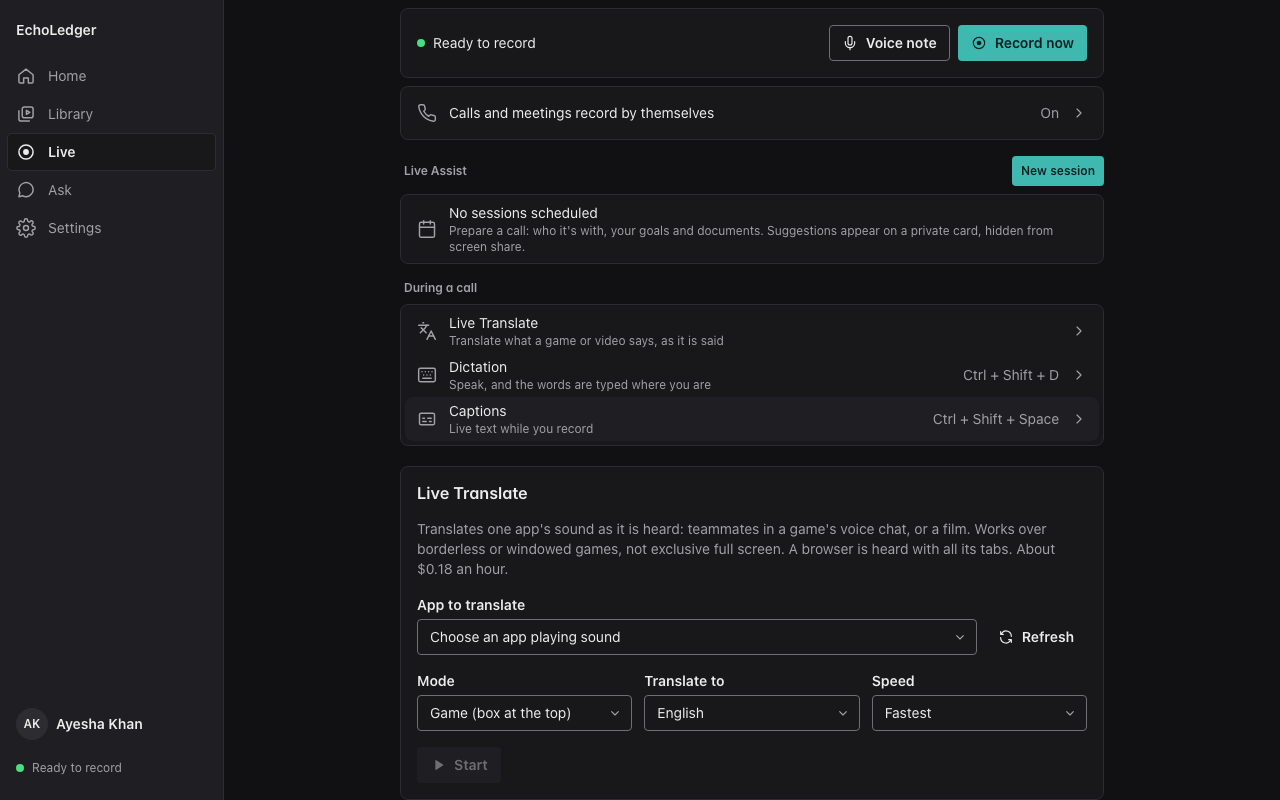 EchoLedger
Home
Library
Live
Ask
Settings
AK
Ayesha Khan
Ready to record
Ready to record
Voice note
Record now
Calls and meetings record by themselves
On
Live Assist
New session
No sessions scheduled
Prepare a call: who it's with, your goals and documents. Suggestions appear on a private card, hidden from
screen share.
During a call
Live Translate
Translate what a game or video says, as it is said
Dictation
Speak, and the words are typed where you are
Ctrl + Shift + D
Captions
Live text while you record
Ctrl + Shift + Space
Live Translate
Translates one app's sound as it is heard: teammates in a game's voice chat, or a film. Works over
borderless or windowed games, not exclusive full screen. A browser is heard with all its tabs. About
$0.18 an hour.
App to translate
Choose an app playing sound
Refresh
Mode
Translate to
Speed
Game (box at the top)
English
Fastest
Start